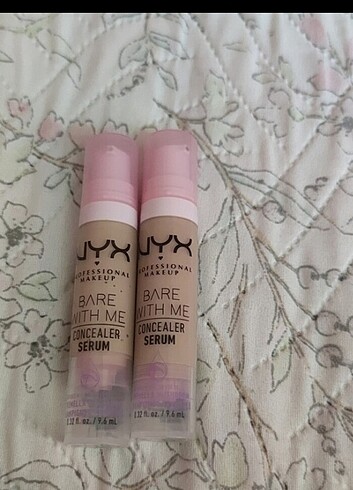 NYX
PROFESSIONAL
MAKEUP
BARE
WITH ME
CONCEALER
SERUM
0.32 fl. oz. / 9.6 mL
NYX
PROFESSIONAL
MAKEUP
BARE
WITH ME
CONCEALER
SERUM
0.32 fl. oz. / 9.6 mL